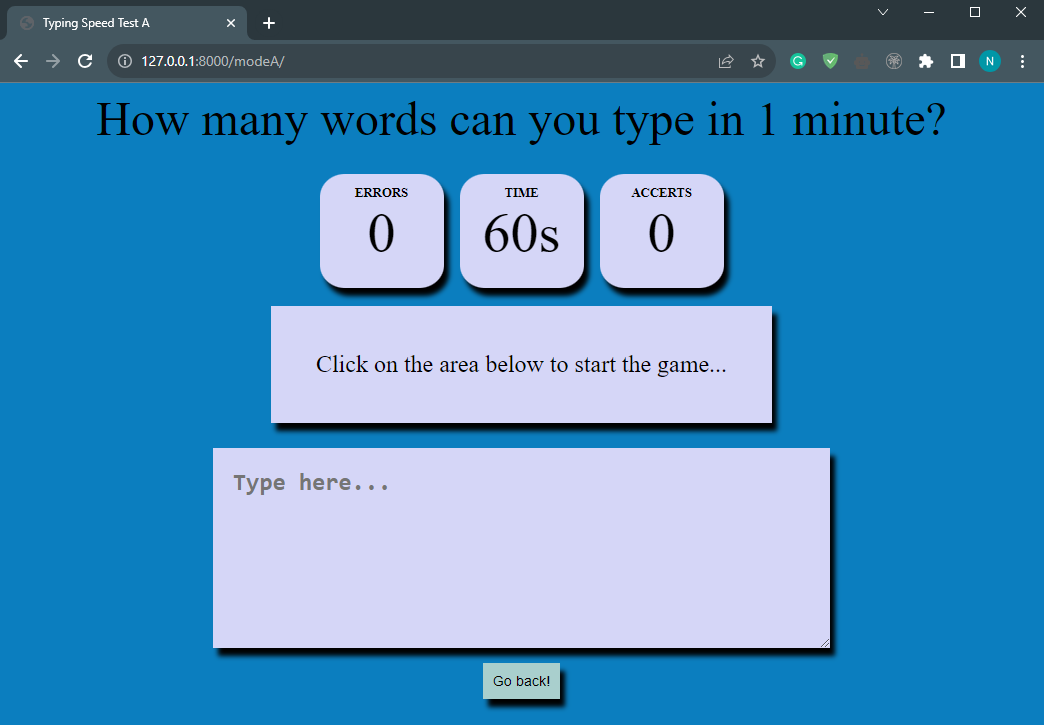 Typing Speed Test A
127.0.0.1:8000/modeA/
G
N
How many words can you type in 1 minute?
ERRORS TIME ACCERTS
0 60s 0
Click on the area below to start the game...
Type here...
Go back!